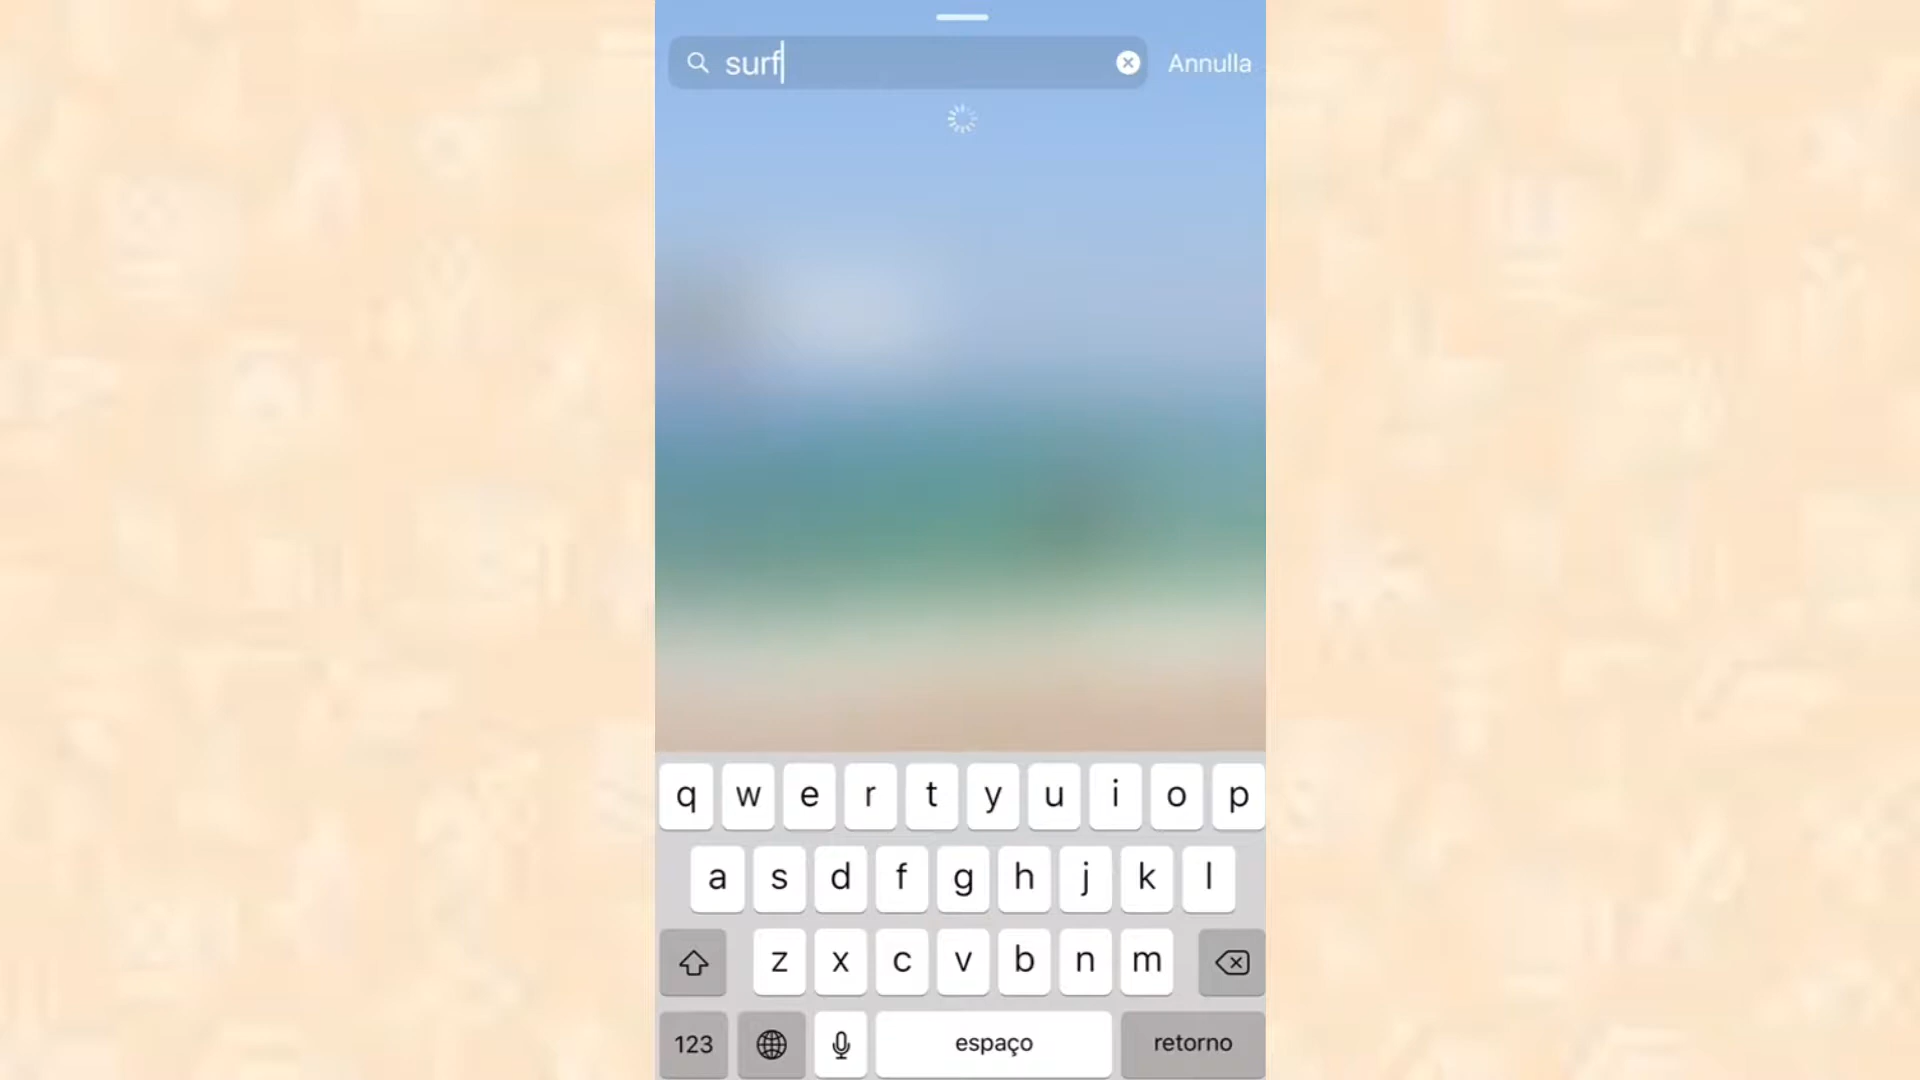 surf
Annulla
q w e r t y u i o p
a s d f g h j k l
z x c v b n m
123 espaço retorno